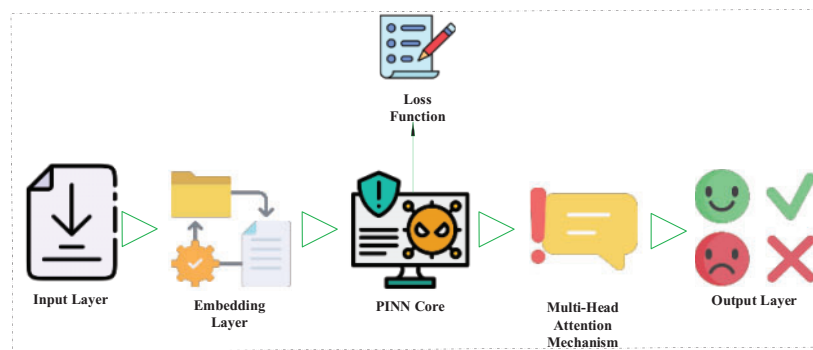 Loss
Function
Input Layer
Embedding
Layer
PINN Core
Multi-Head
Attention
Mechanism
Output Layer